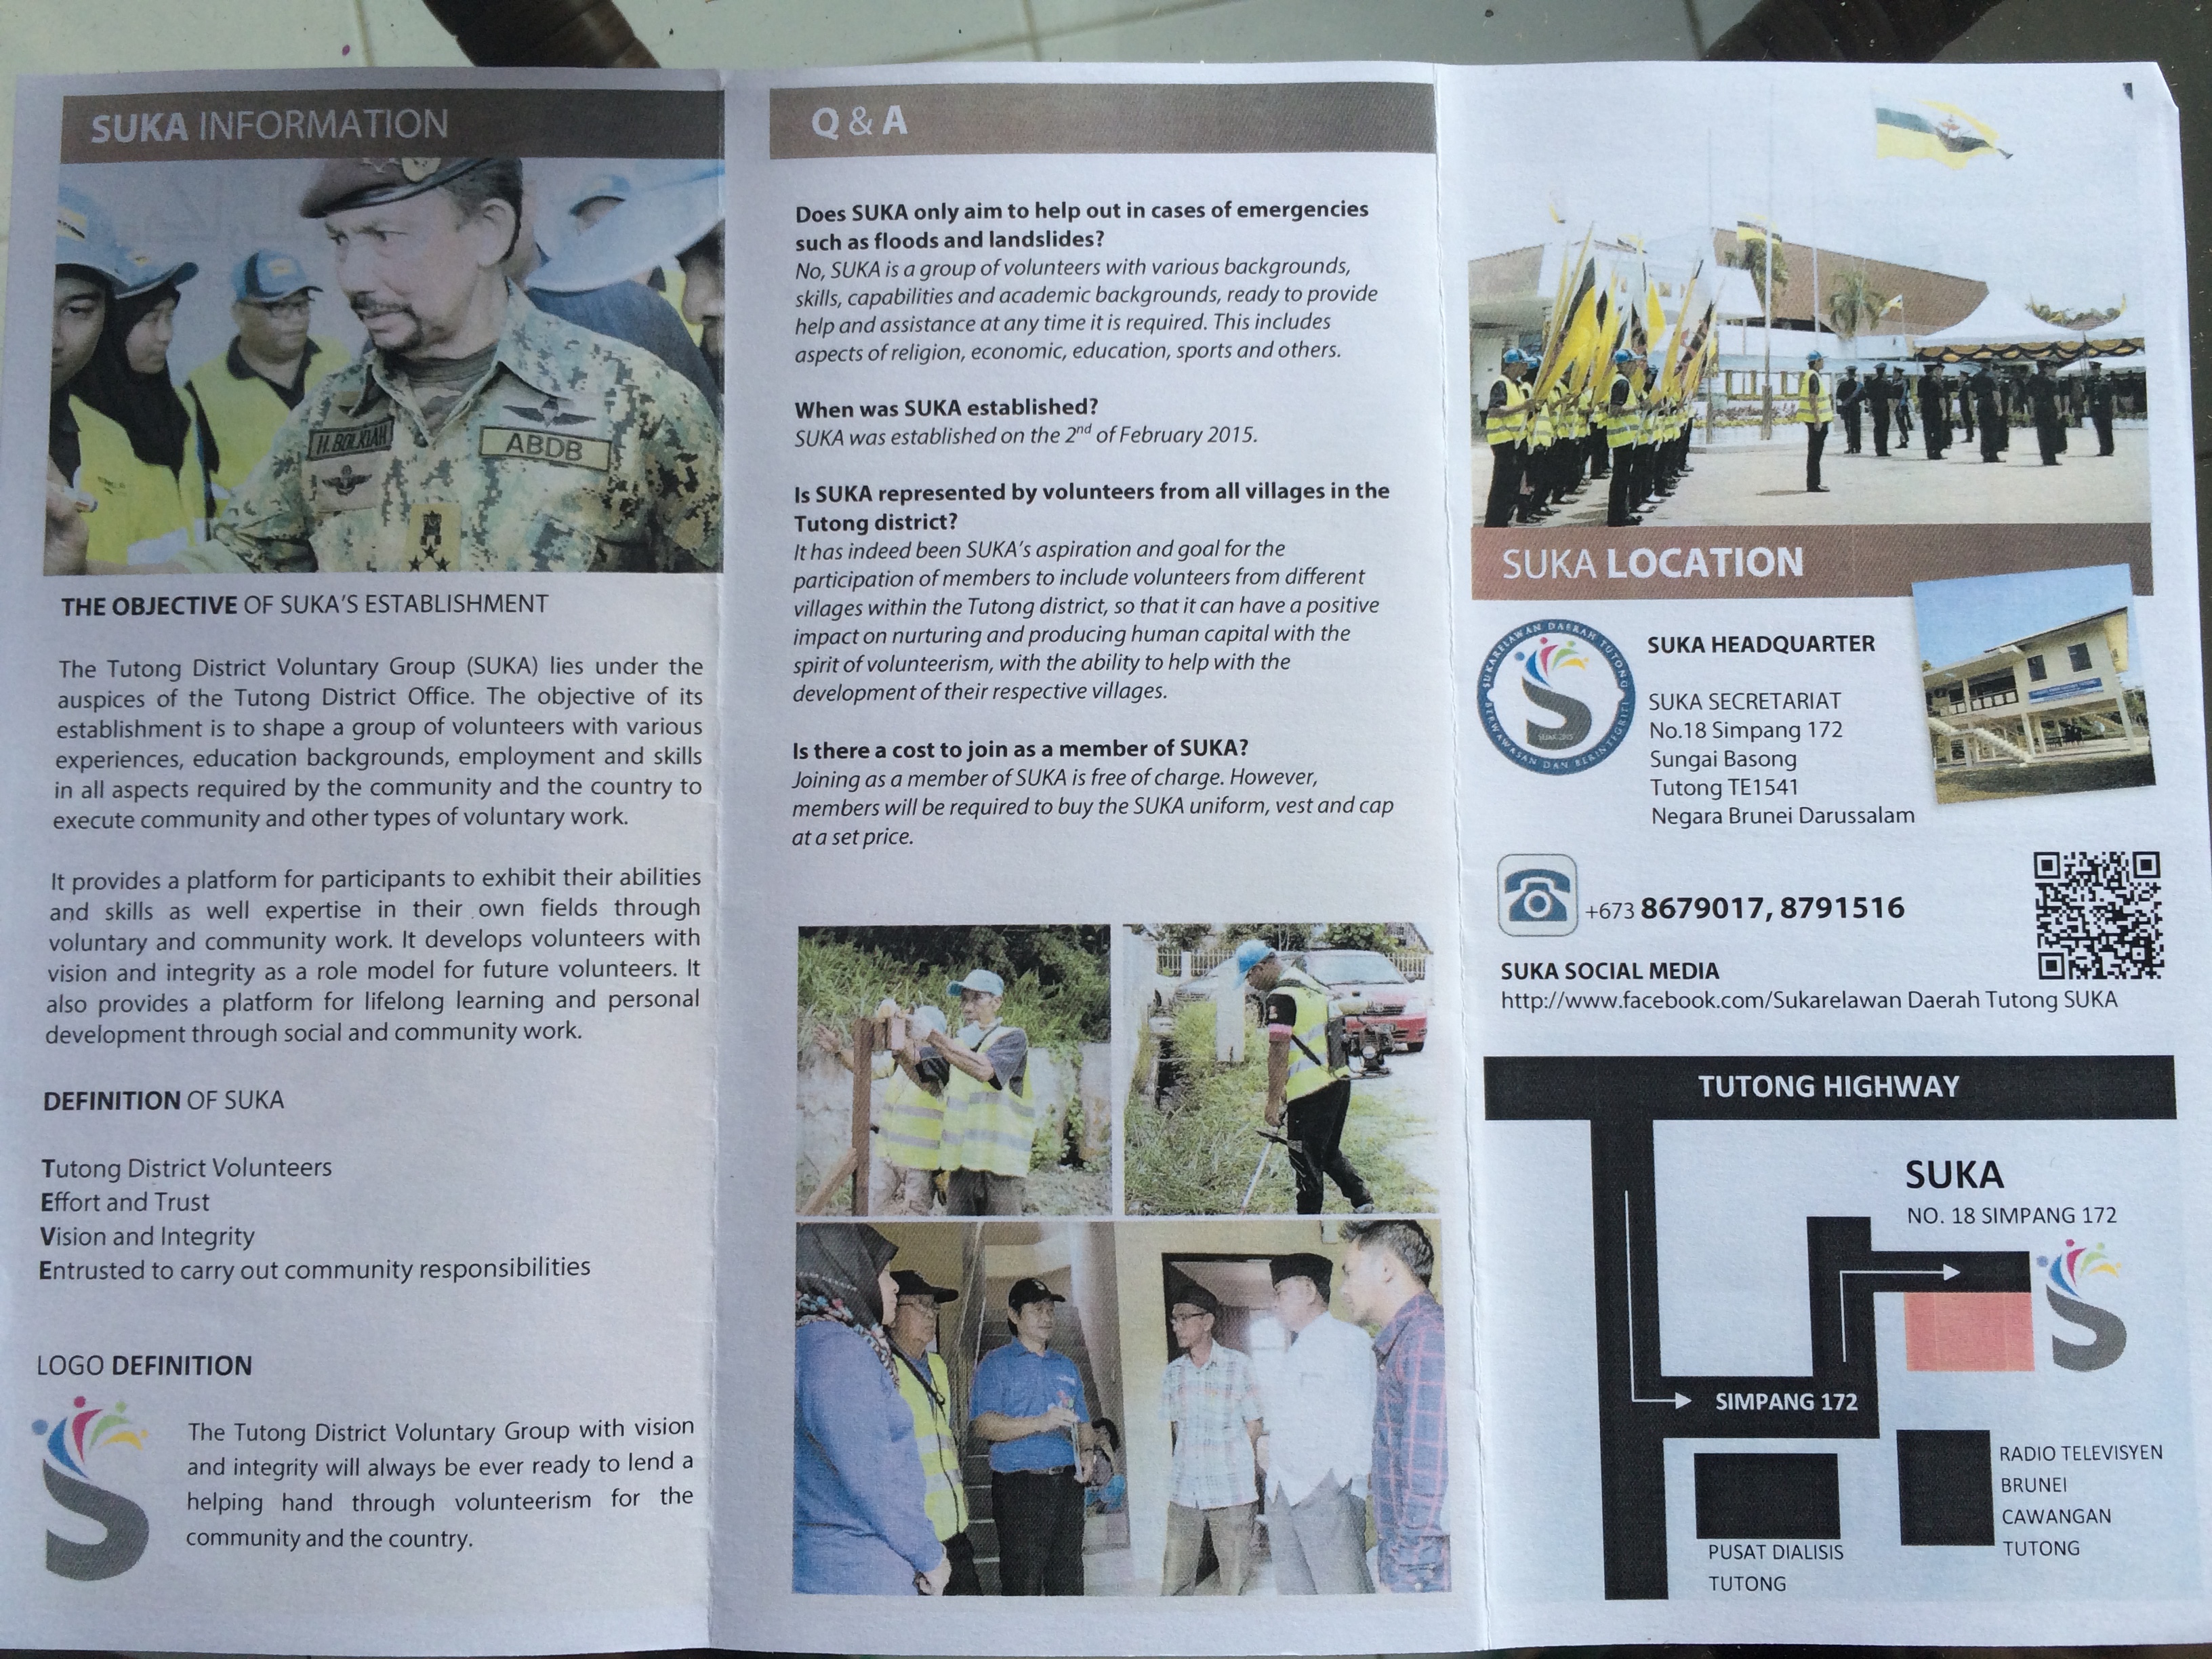 SUKA INFORMATION
H. BOLKIAH
ABDB
THE OBJECTIVE OF SUKA'S ESTABLISHMENT
The Tutong District Voluntary Group (SUKA) lies under the
auspices of the Tutong District Office. The objective of its
establishment is to shape a group of volunteers with various
experiences, education backgrounds, employment and skills
in all aspects required by the community and the country to
execute community and other types of voluntary work.
It provides a platform for participants to exhibit their abilities
and skills as well expertise in their own fields through
voluntary and community work. It develops volunteers with
vision and integrity as a role model for future volunteers. It
also provides a platform for lifelong learning and personal
development through social and community work.
DEFINITION OF SUKA
Tutong District Volunteers
Effort and Trust
Vision and Integrity
Entrusted to carry out community responsibilities
LOGO DEFINITION
The Tutong District Voluntary Group with vision
and integrity will always be ever ready to lend a
helping hand through volunteerism for the
community and the country.
Q & A
Does SUKA only aim to help out in cases of emergencies
such as floods and landslides?
No, SUKA is a group of volunteers with various backgrounds,
skills, capabilities and academic backgrounds, ready to provide
help and assistance at any time it is required. This includes
aspects of religion, economic, education, sports and others.
When was SUKA established?
SUKA was established on the 2nd of February 2015.
Is SUKA represented by volunteers from all villages in the
Tutong district?
It has indeed been SUKA's aspiration and goal for the
participation of members to include volunteers from different
villages within the Tutong district, so that it can have a positive
impact on nurturing and producing human capital with the
spirit of volunteerism, with the ability to help with the
development of their respective villages.
Is there a cost to join as a member of SUKA?
Joining as a member of SUKA is free of charge. However,
members will be required to buy the SUKA uniform, vest and cap
at a set price.
SUKA LOCATION
SUKARELAWAN DAERAH TUTONG
BERWAWASAN DAN BERINTEGRITI
SUKA HEADQUARTER
SUKA SECRETARIAT
No.18 Simpang 172
Sungai Basong
Tutong TE1541
Negara Brunei Darussalam
+673 8679017, 8791516
SUKA SOCIAL MEDIA
http://www.facebook.com/Sukarelawan Daerah Tutong SUKA
TUTONG HIGHWAY
SUKA
NO. 18 SIMPANG 172
SIMPANG 172
PUSAT DIALISIS
TUTONG
RADIO TELEVISYEN
BRUNEI
CAWANGAN
TUTONG